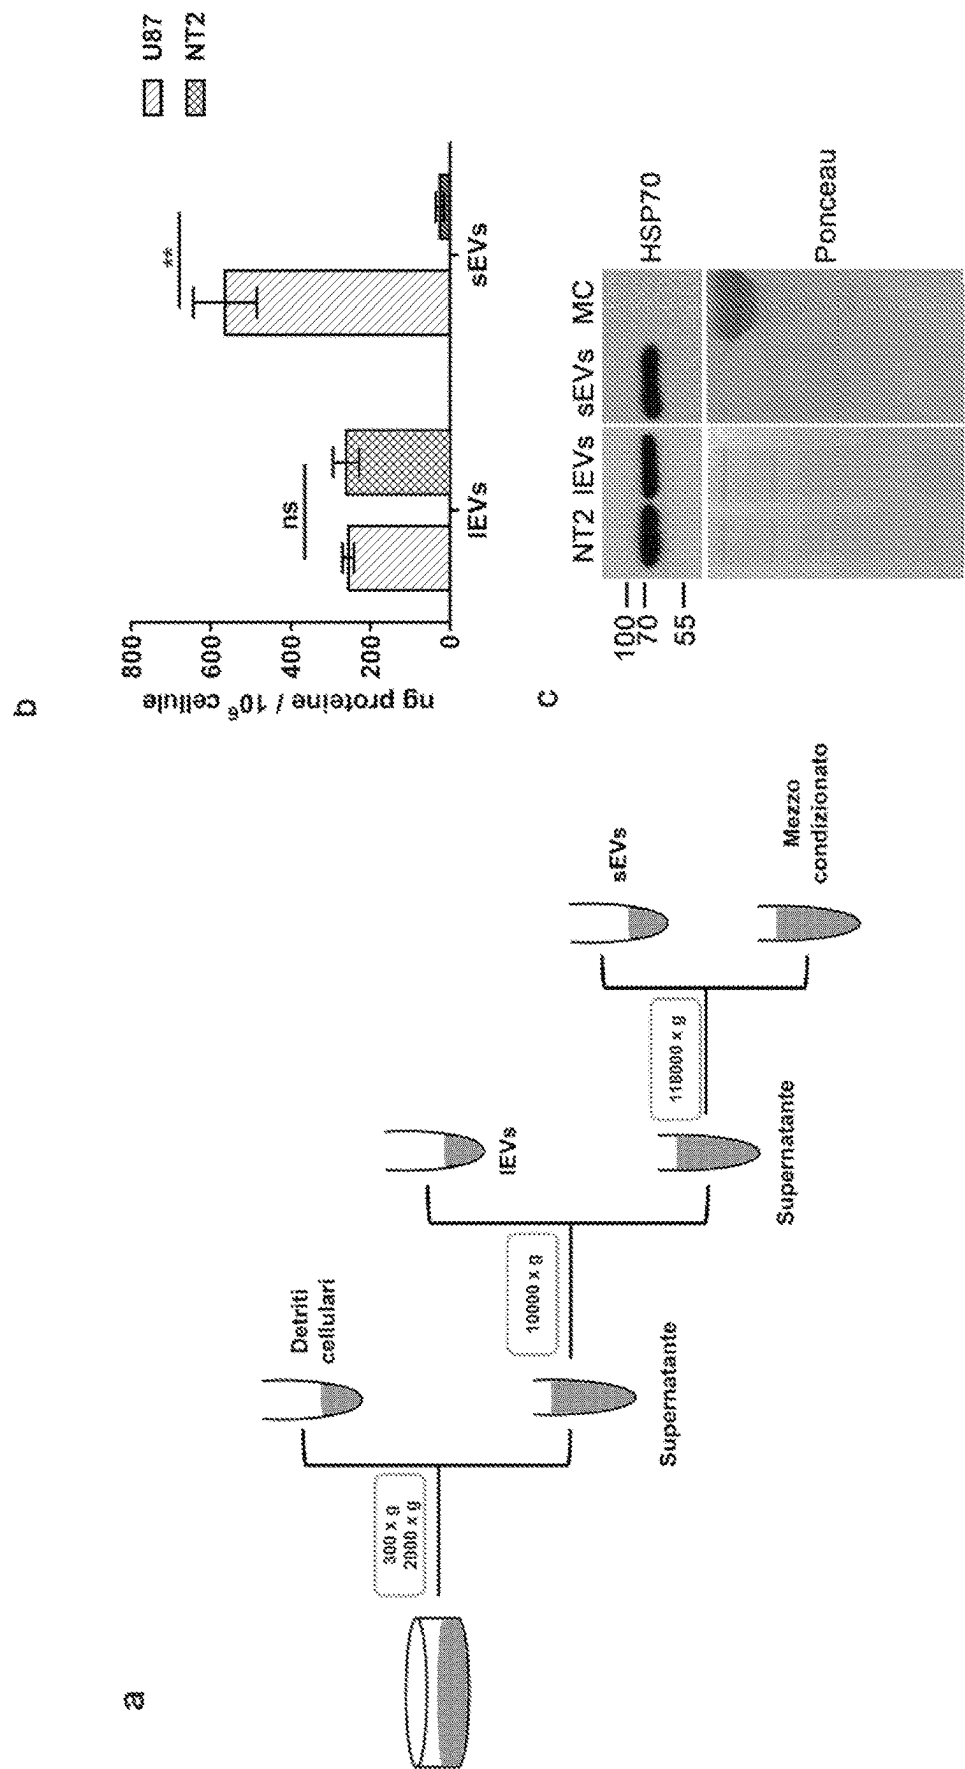 a
300 x g
2000 x g
Detriti
cellulari
Supernatante
10000 x g
lEVs
Supernatante
118000 x g
sEVs
Mezzo
condizionato
b
ng proteine / 10⁶ cellule
800
600
400
200
0
ns
**
lEVs
sEVs
U87
NT2
c
NT2 lEVs sEVs MC
100
70
55
HSP70
Ponceau